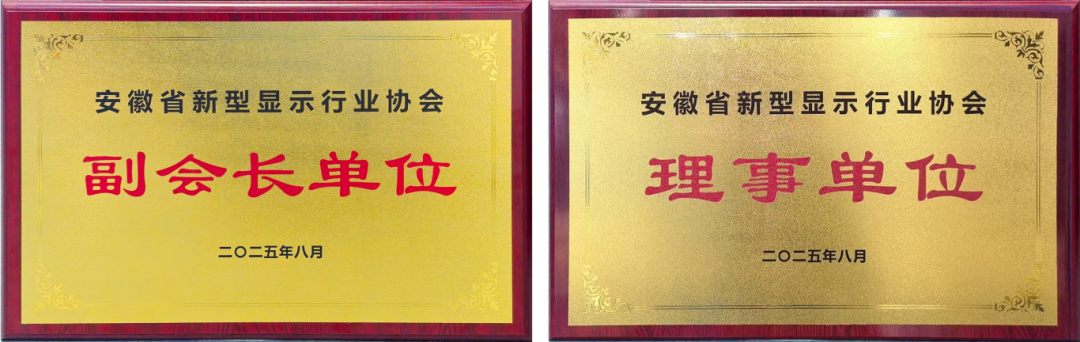 安徽省新型显示行业协会
副会长单位
二〇二五年八月
安徽省新型显示行业协会
理事单位
二〇二五年八月